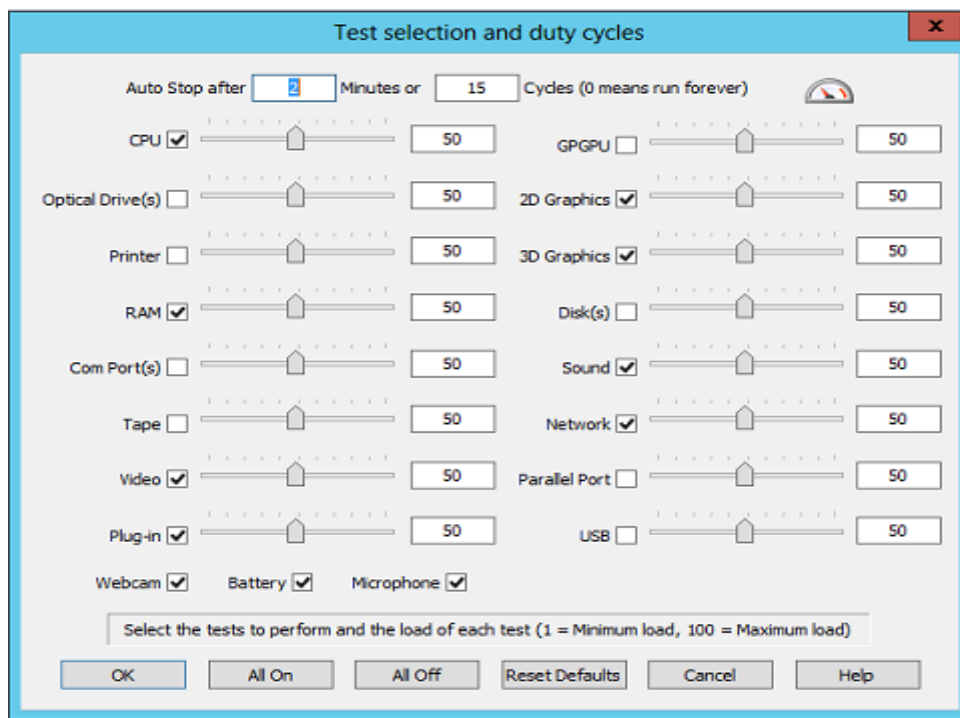 Test selection and duty cycles
x
Auto Stop after 2 Minutes or 15 Cycles (0 means run forever)
CPU 50 GPGPU 50
Optical Drive(s) 50 2D Graphics 50
Printer 50 3D Graphics 50
RAM 50 Disk(s) 50
Com Port(s) 50 Sound 50
Tape 50 Network 50
Video 50 Parallel Port 50
Plug-in 50 USB 50
Webcam Battery Microphone
Select the tests to perform and the load of each test (1 = Minimum load, 100 = Maximum load)
OK All On All Off Reset Defaults Cancel Help